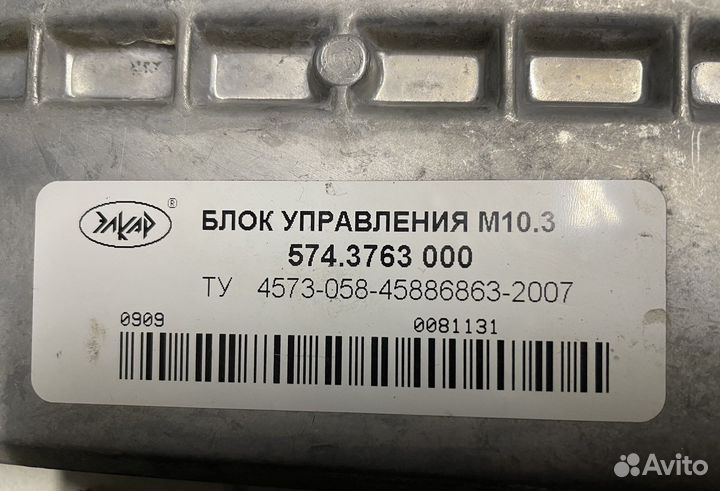 ЭЛКАР ®
БЛОК УПРАВЛЕНИЯ М10.3
574.3763 000
ТУ 4573-058-45886863-2007
0909 0081131
Avito